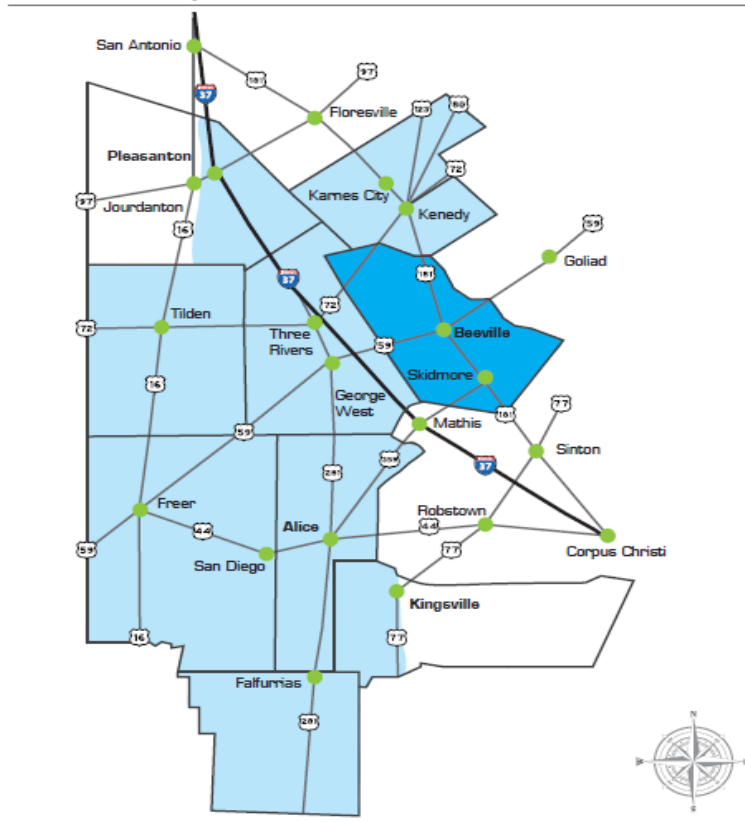 San Antonio
37
181
97
Floresville
123
80
Pleasanton
72
Karnes City
97
Jourdanton
Kenedy
16
59
Goliad
37
181
72
Tilden
72
Three
Rivers
Beeville
59
16
Skidmore
George
West
77
59
Mathis
181
359
37
Sinton
281
Freer
44
Alice
Robstown
44
59
San Diego
77
Corpus Christi
Kingsville
16
77
Falfurrias
281
N
W
S